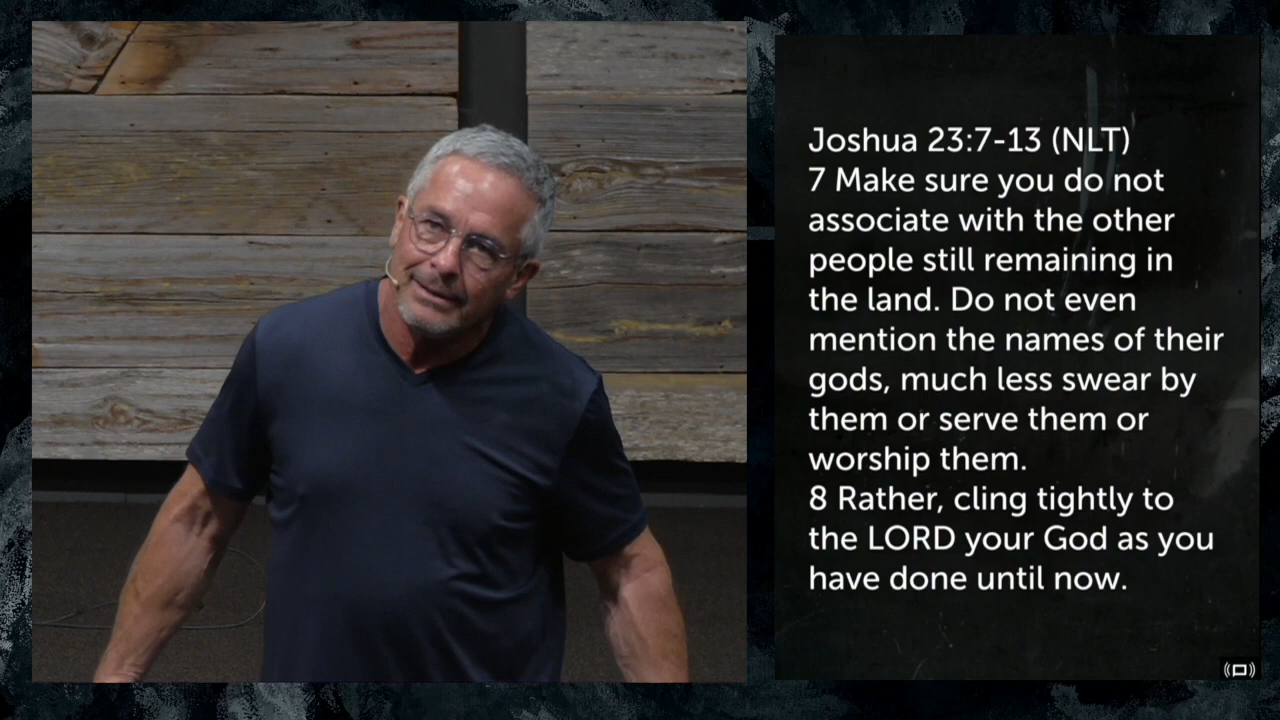 Joshua 23:7-13 (NLT)
7 Make sure you do not
associate with the other
people still remaining in
the land. Do not even
mention the names of their
gods, much less swear by
them or serve them or
worship them.
8 Rather, cling tightly to
the LORD your God as you
have done until now.